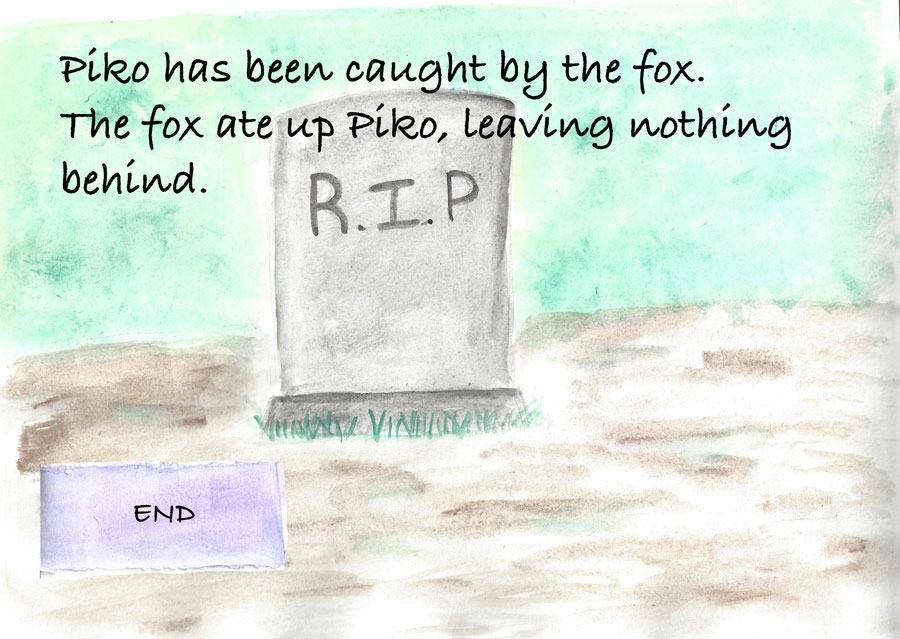 Piko has been caught by the fox.
The fox ate up Piko, leaving nothing
behind.
R.I.P
END